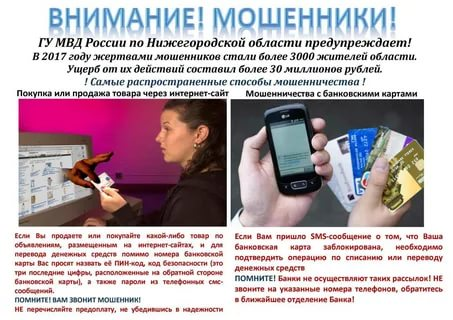 ВНИМАНИЕ! МОШЕННИКИ!
ГУ МВД России по Нижегородской области предупреждает!
В 2017 году жертвами мошенников стали более 3000 жителей области.
Ущерб от их действий составил более 30 миллионов рублей.
! Самые распространенные способы мошенничества !
Покупка или продажа товара через интернет-сайт
Мошенничества с банковскими картами
Если Вы продаете или покупайте какой-либо товар по
объявлениям, размещенным на интернет-сайтах, и для
перевода денежных средств помимо номера банковской
карты Вас просят назвать её ПИН-код, код безопасности (это
три последние цифры, расположенные на обратной стороне
банковской карты), а также пароли из телефонных смс-
сообщений.
ПОМНИТЕ! ВАМ ЗВОНИТ МОШЕННИК!
НЕ перечисляйте предоплату, не убедившись в надежности
Если Вам пришло SMS-сообщение о том, что Ваша
банковская карта заблокирована, необходимо
подтвердить операцию по списанию или переводу
денежных средств
ПОМНИТЕ! Банки не осуществляют таких рассылок! НЕ
звоните на указанные номера телефонов, обратитесь
в ближайшее отделение Банка!